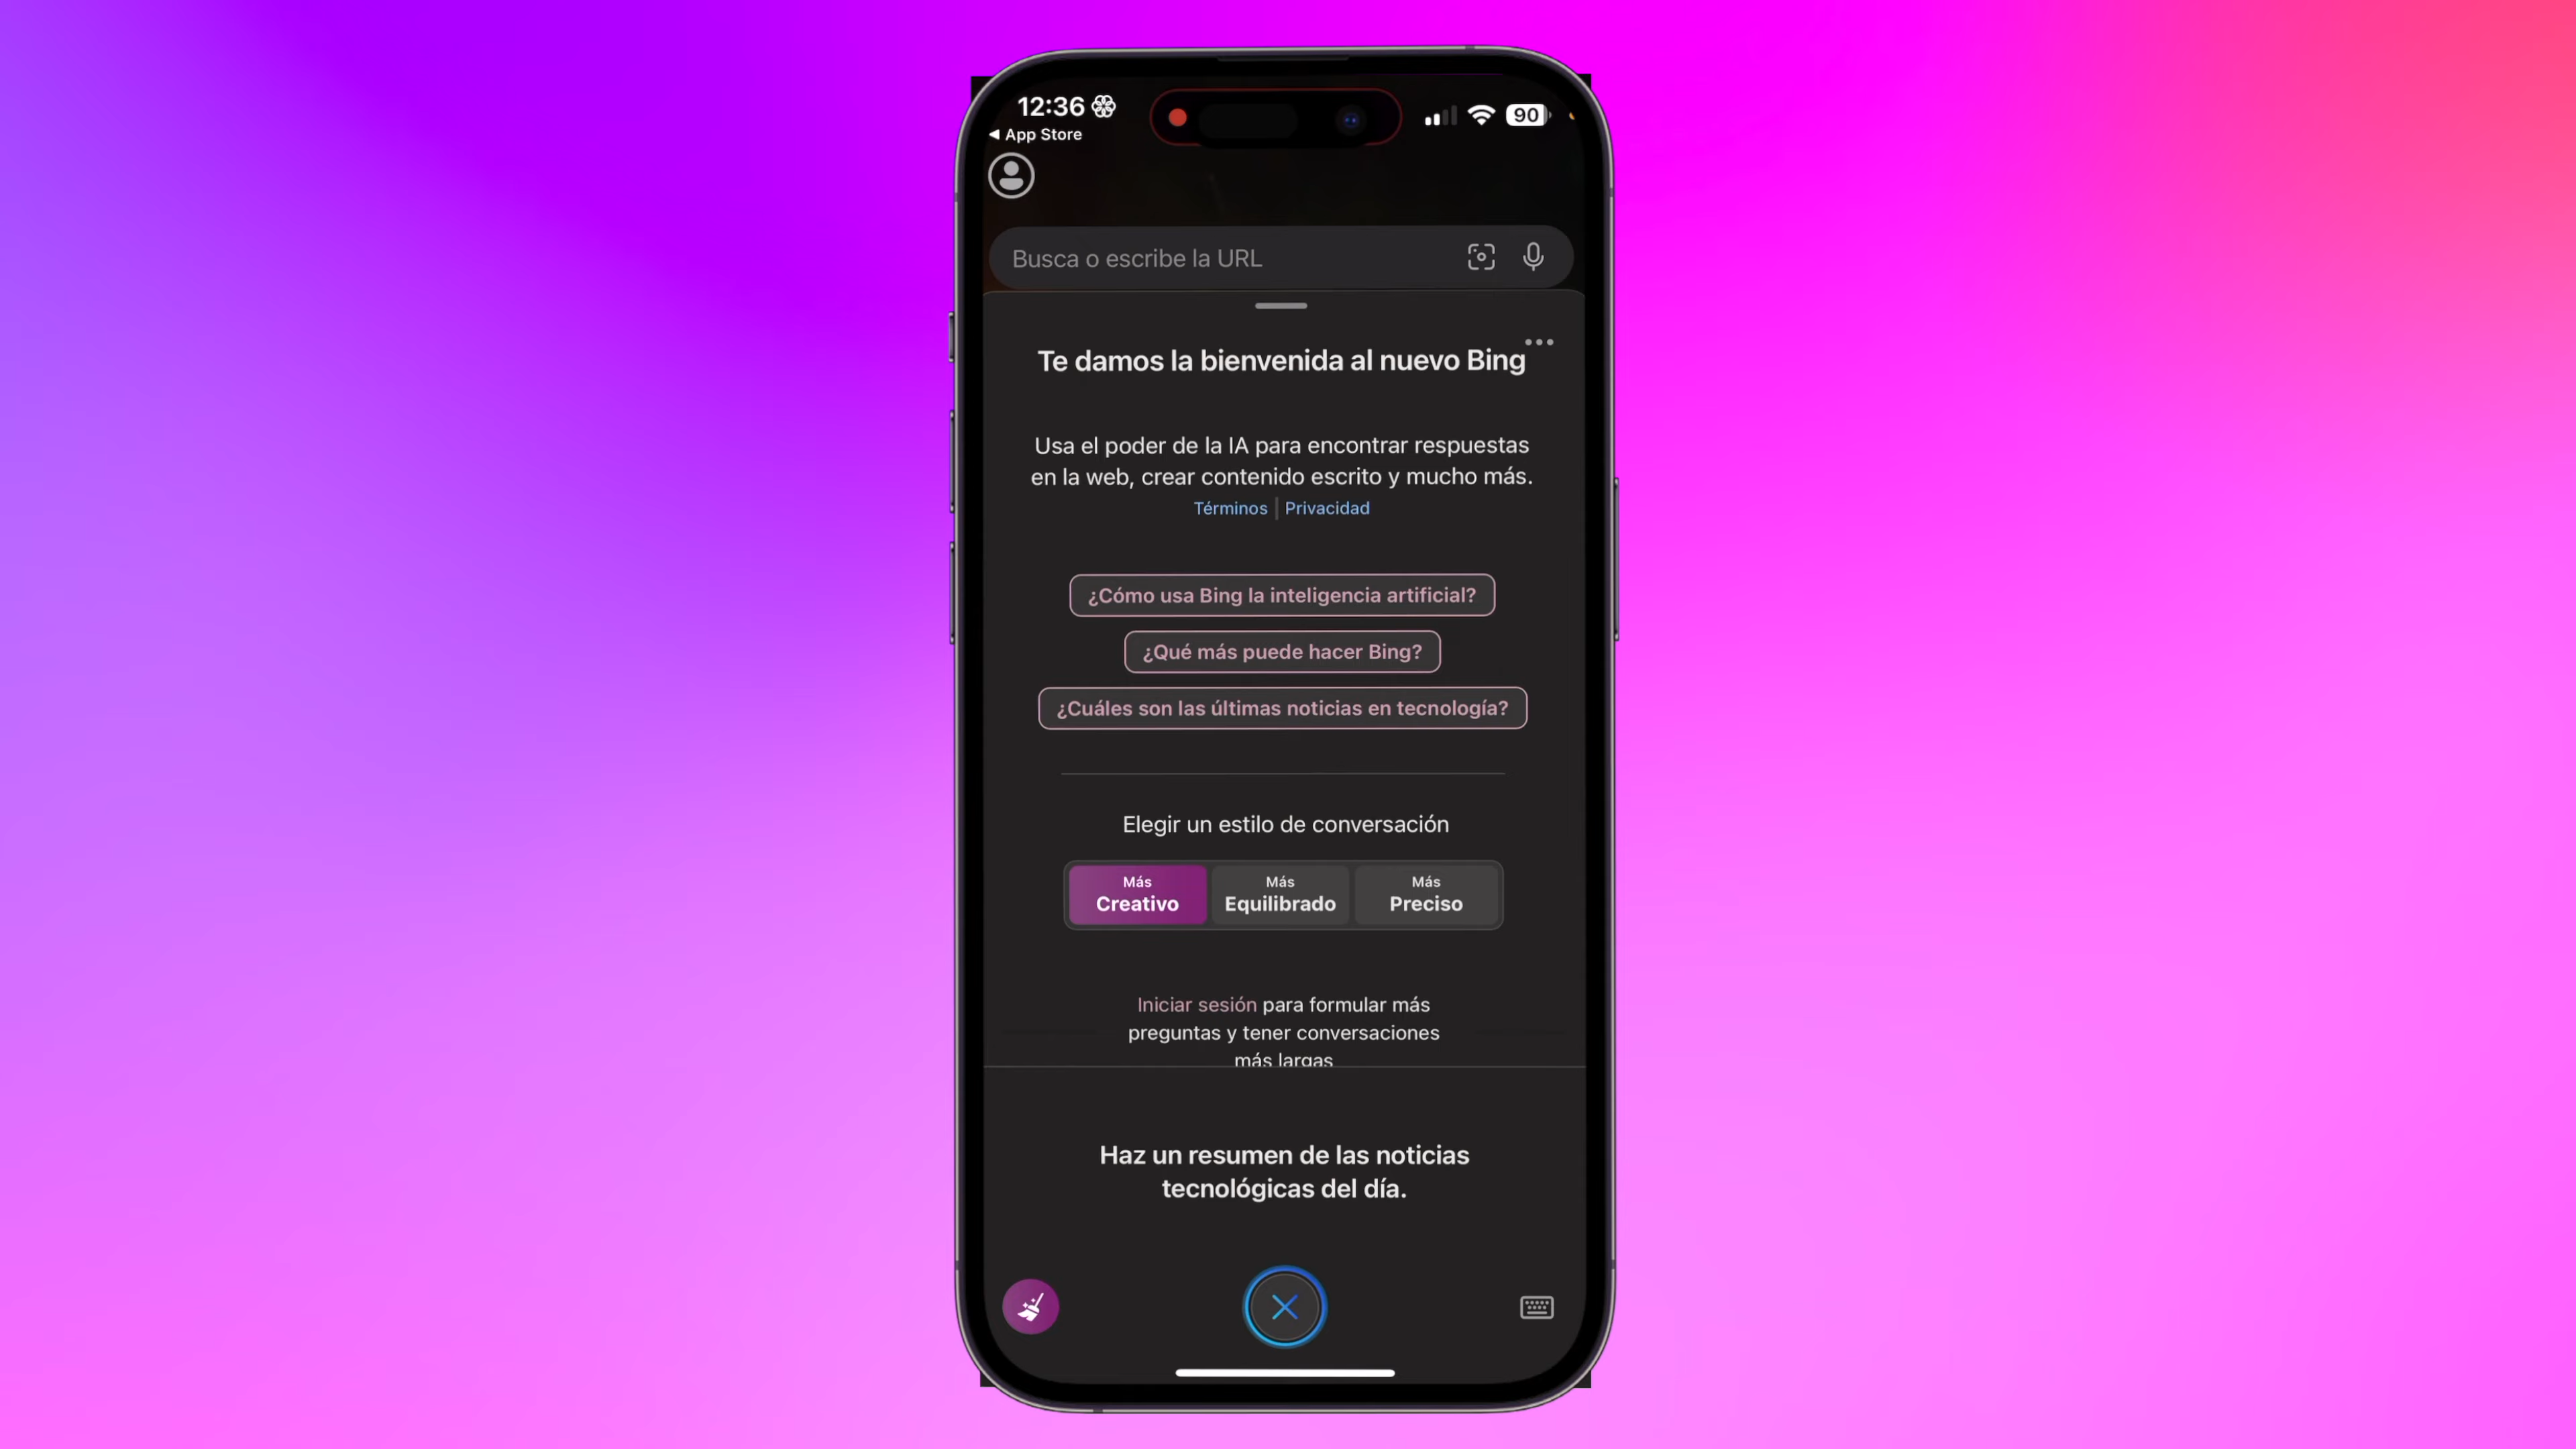 12:36
90
App Store
Busca o escribe la URL
Te damos la bienvenida al nuevo Bing
Usa el poder de la IA para encontrar respuestas
en la web, crear contenido escrito y mucho más.
Términos | Privacidad
¿Cómo usa Bing la inteligencia artificial?
¿Qué más puede hacer Bing?
¿Cuáles son las últimas noticias en tecnología?
Elegir un estilo de conversación
Más Creativo
Más Equilibrado
Más Preciso
Iniciar sesión para formular más
preguntas y tener conversaciones
más largas
Haz un resumen de las noticias
tecnológicas del día.